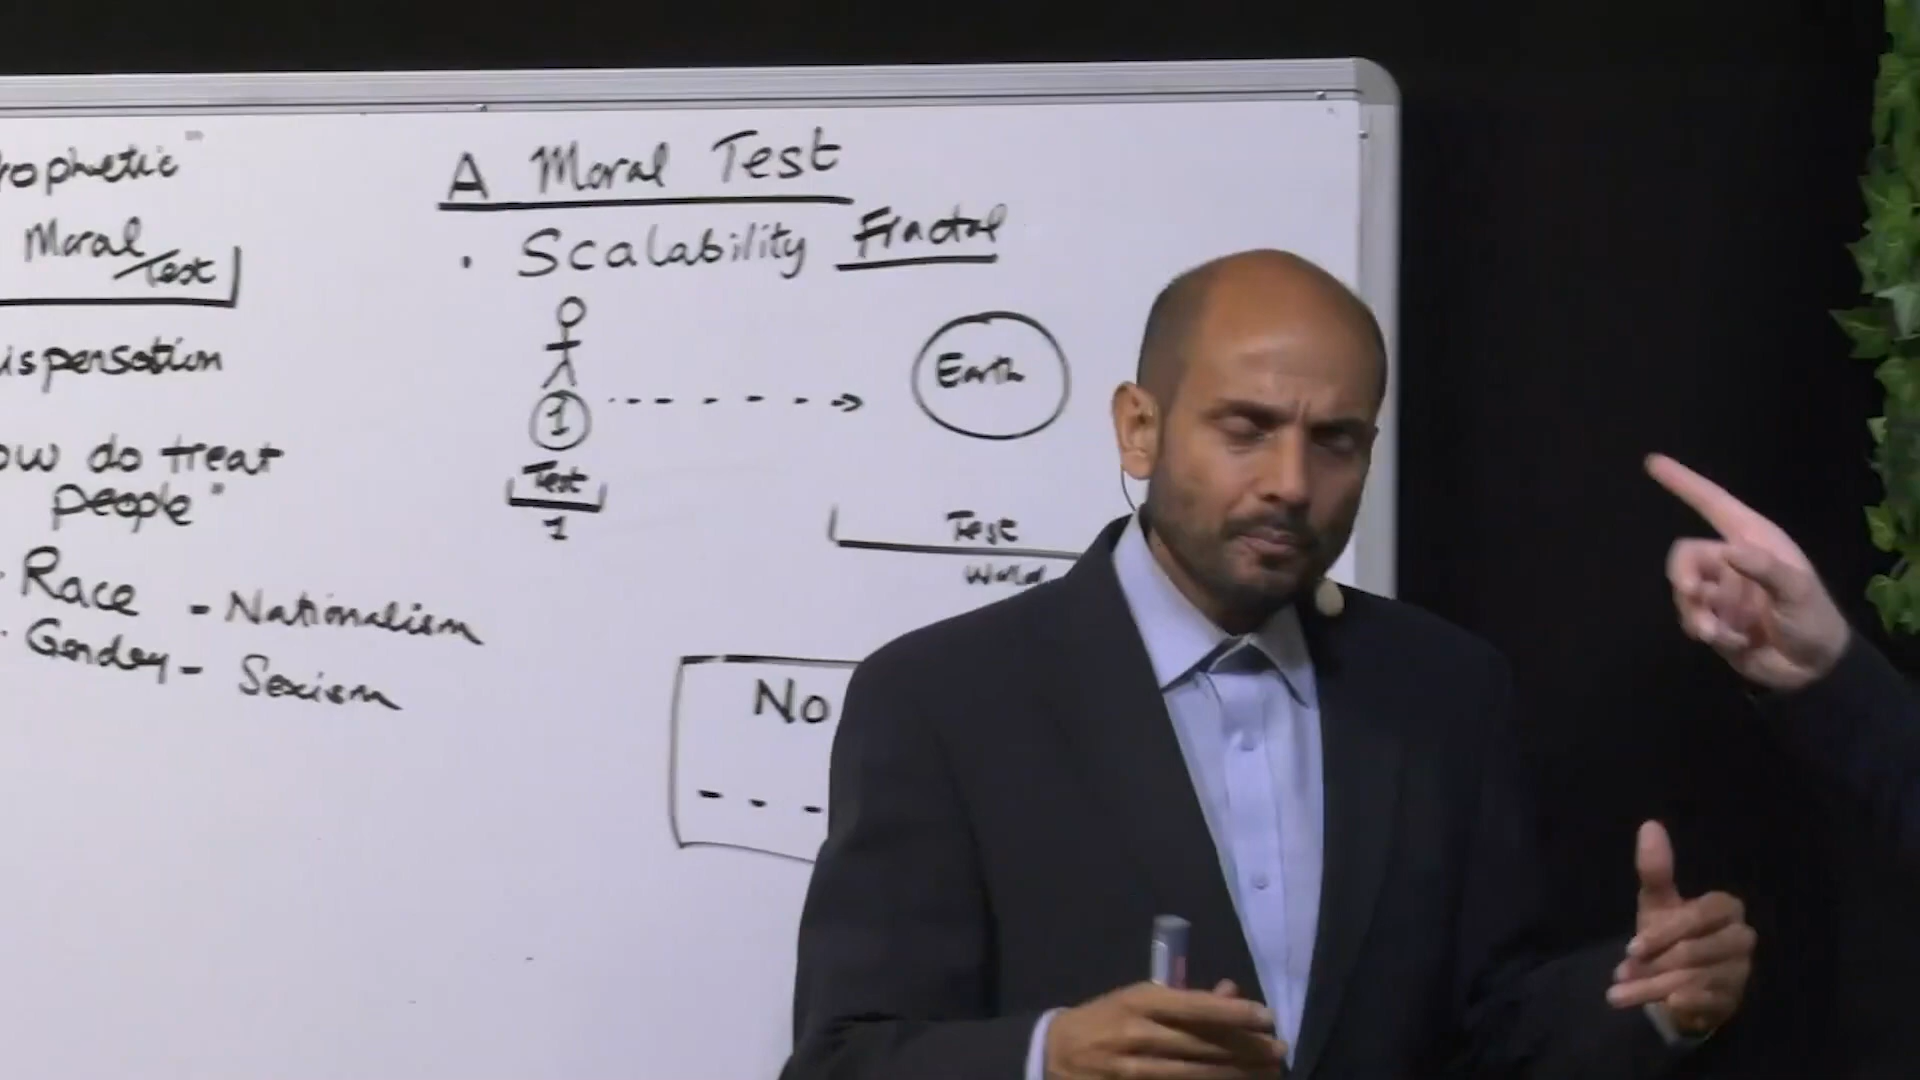 rophetic"
Moral
Test
ispersation
ow do treat
people"
- Race - Nationalism
· Gender - Sexism
A Moral Test
· Scalability Fractal
1
Test
1
Earth
Test
World
No